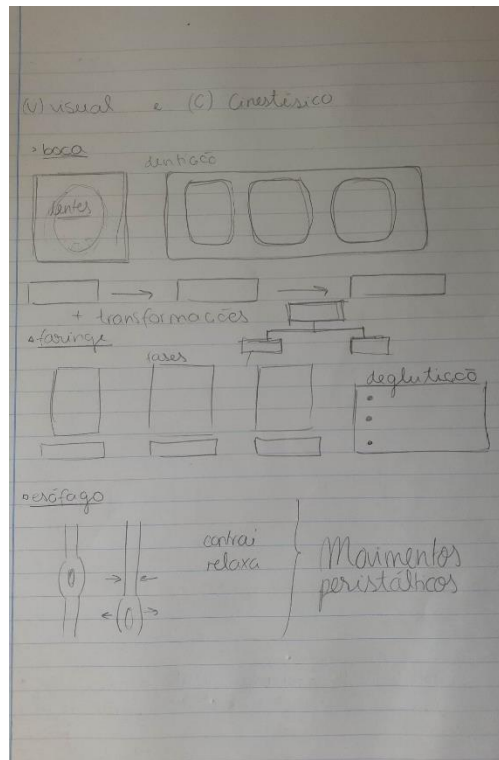 (V) visual e (C) Cinestésico
boca
dentição
dentes
+ transformações
faringe
fases
deglutição
esófago
contrai
relaxa
Movimentos
peristálticos